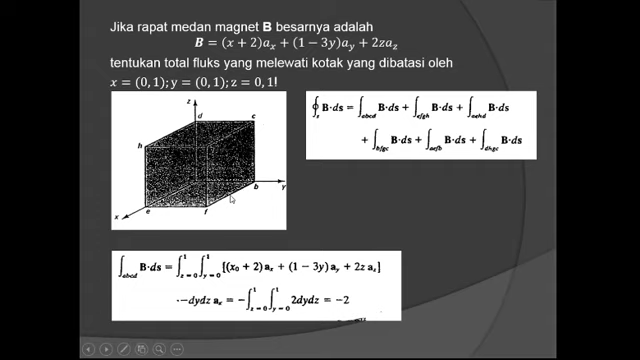 Jika rapat medan magnet B besarnya adalah
B = (x + 2)a_x + (1 − 3y)a_y + 2za_z
tentukan total fluks yang melewati kotak yang dibatasi oleh
x = (0, 1); y = (0, 1); z = 0, 1!
z
d
c
h
b
y
x
e
f
∮_s B·ds = ∫_abcd B·ds + ∫_efgh B·ds + ∫_aehd B·ds
+ ∫_bfgc B·ds + ∫_aefb B·ds + ∫_dhgc B·ds
∫_abcd B·ds = ∫_{z=0}^{1} ∫_{y=0}^{1} [(x_0 + 2) a_x + (1 − 3y) a_y + 2z a_z]
·−dydz a_x = −∫_{z=0}^{1} ∫_{y=0}^{1} 2dydz = −2